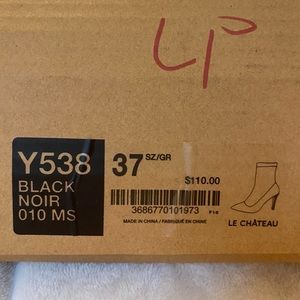 LP
Y538
BLACK
NOIR
010 MS
37 SZ/GR
$110.00
3686770101973
MADE IN CHINA / FABRIQUÉ EN CHINE
LE CHÂTEAU